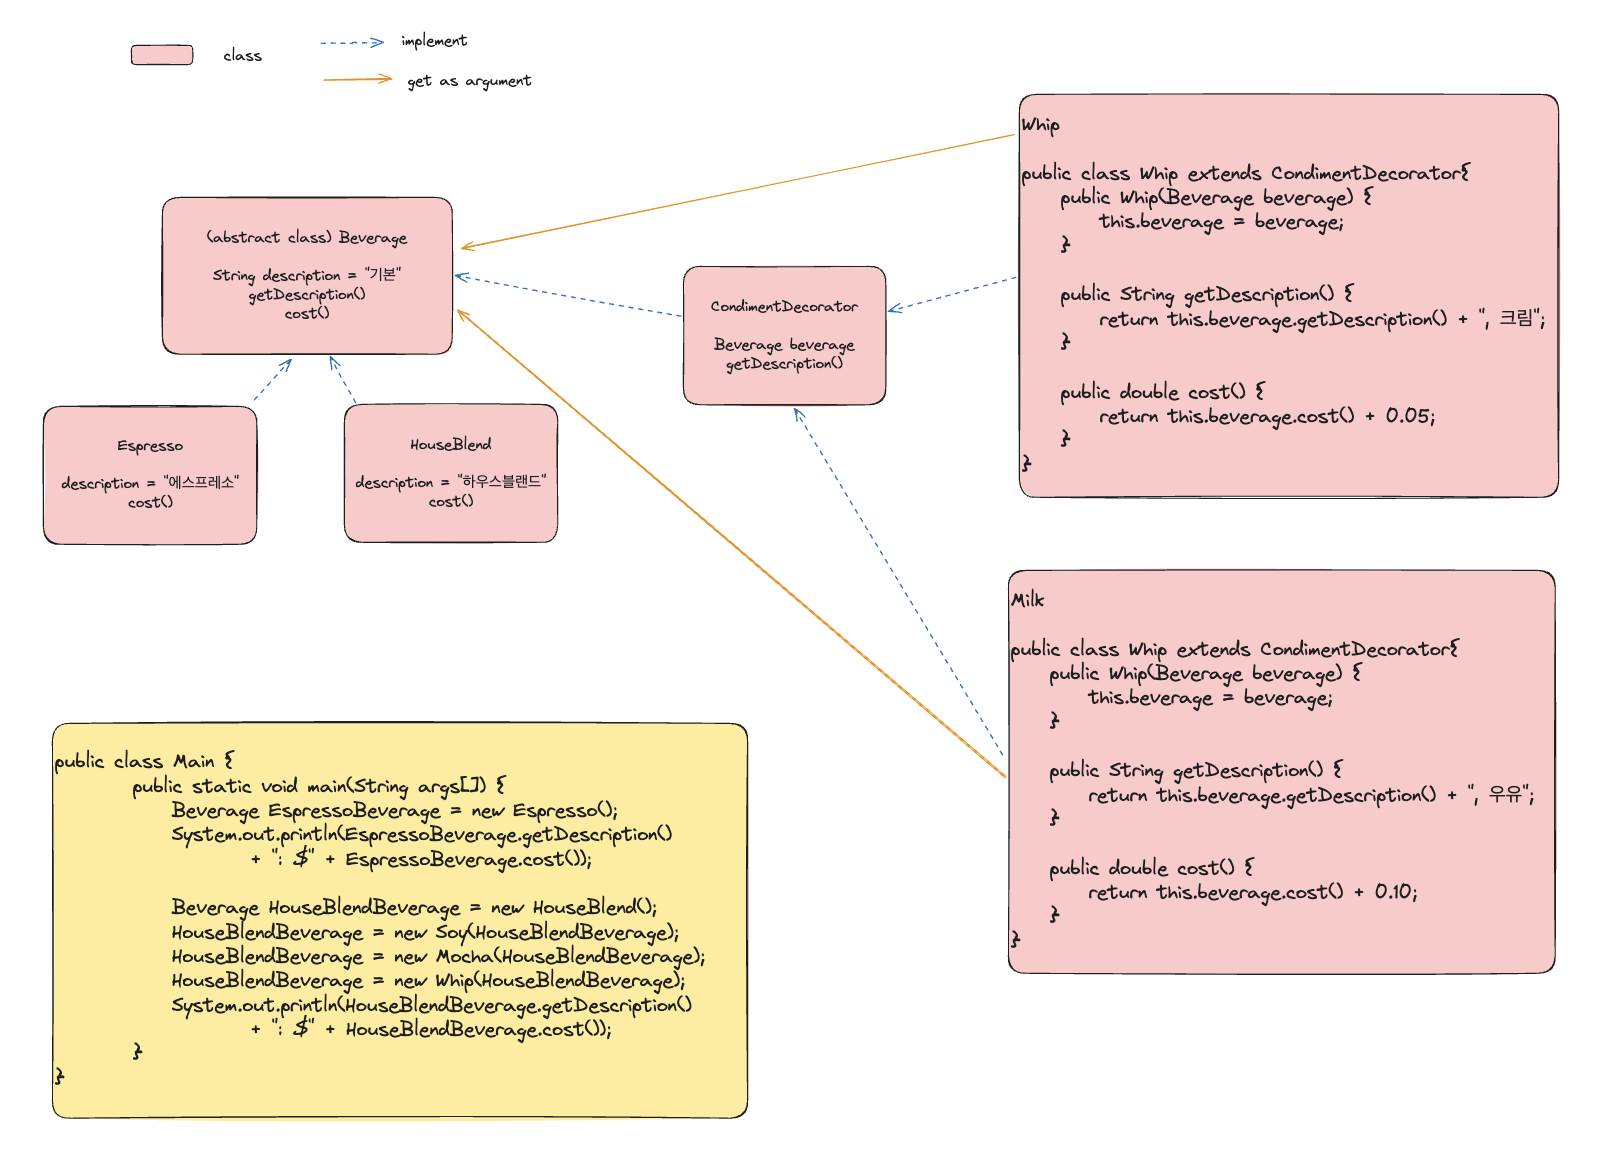 class
implement
get as argument
(abstract class) Beverage
String description = "기본"
getDescription()
cost()
Espresso
description = "에스프레소"
cost()
HouseBlend
description = "하우스블랜드"
cost()
CondimentDecorator
Beverage beverage
getDescription()
Whip
public class Whip extends CondimentDecorator{
public Whip(Beverage beverage) {
this.beverage = beverage;
}
public String getDescription() {
return this.beverage.getDescription() + ", 크림";
}
public double cost() {
return this.beverage.cost() + 0.05;
}
}
Milk
public class Whip extends CondimentDecorator{
public Whip(Beverage beverage) {
this.beverage = beverage;
}
public String getDescription() {
return this.beverage.getDescription() + ", 우유";
}
public double cost() {
return this.beverage.cost() + 0.10;
}
}
public class Main {
public static void main(String args[]) {
Beverage EspressoBeverage = new Espresso();
System.out.println(EspressoBeverage.getDescription()
+ ": $" + EspressoBeverage.cost());
Beverage HouseBlendBeverage = new HouseBlend();
HouseBlendBeverage = new Soy(HouseBlendBeverage);
HouseBlendBeverage = new Mocha(HouseBlendBeverage);
HouseBlendBeverage = new Whip(HouseBlendBeverage);
System.out.println(HouseBlendBeverage.getDescription()
+ ": $" + HouseBlendBeverage.cost());
}
}